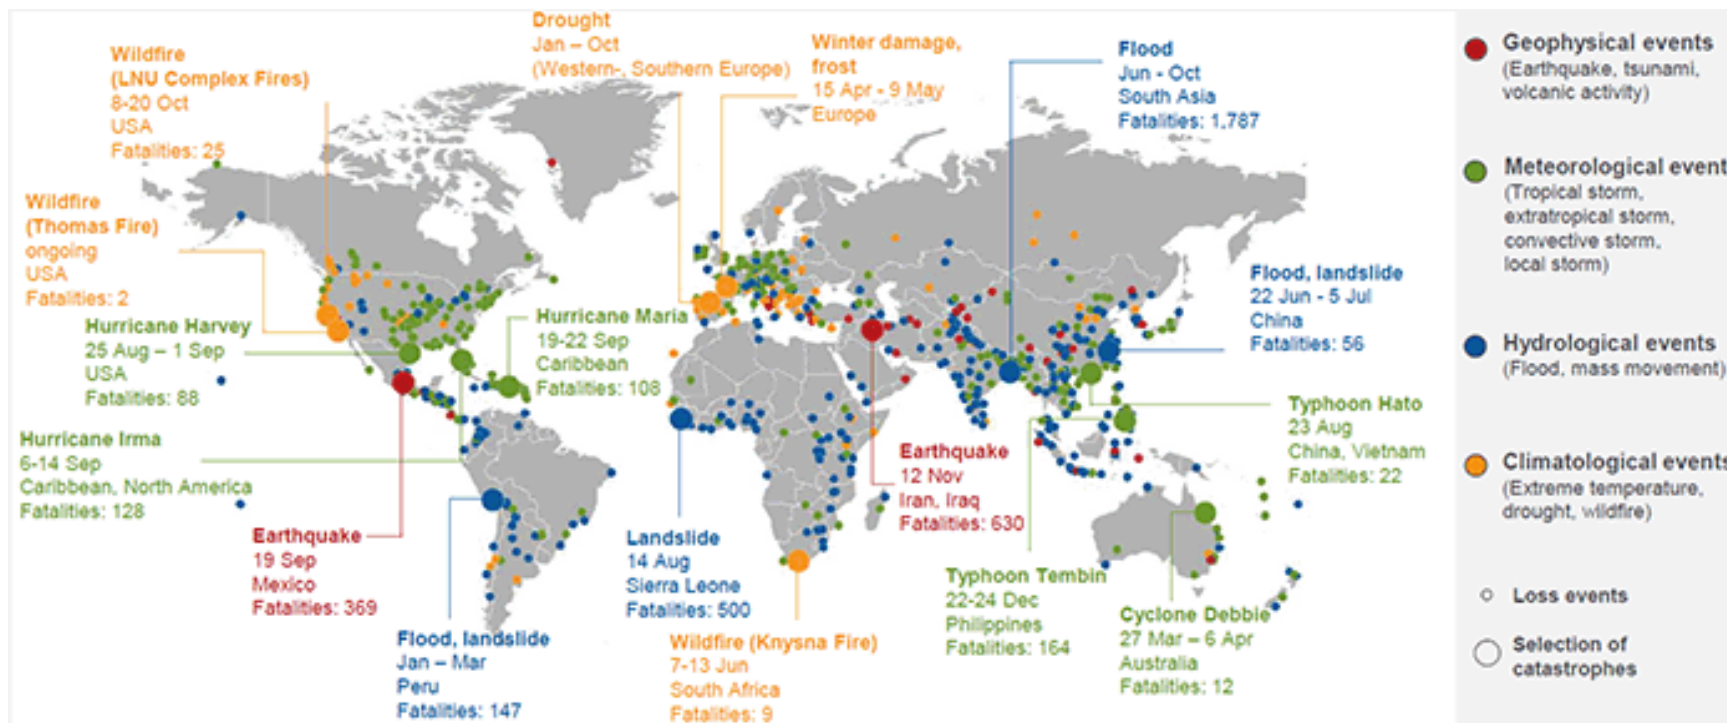 Drought
Jan – Oct
(Western-, Southern Europe)
Wildfire
(LNU Complex Fires)
8-20 Oct
USA
Fatalities: 25
Winter damage,
frost
15 Apr - 9 May
Europe
Flood
Jun - Oct
South Asia
Fatalities: 1.787
Wildfire
(Thomas Fire)
ongoing
USA
Fatalities: 2
Flood, landslide
22 Jun - 5 Jul
China
Fatalities: 56
Hurricane Harvey
25 Aug – 1 Sep
USA
Fatalities: 88
Hurricane Maria
19-22 Sep
Caribbean
Fatalities: 108
Typhoon Hato
23 Aug
China, Vietnam
Fatalities: 22
Hurricane Irma
6-14 Sep
Caribbean, North America
Fatalities: 128
Earthquake
12 Nov
Iran, Iraq
Fatalities: 630
Earthquake
19 Sep
Mexico
Fatalities: 369
Landslide
14 Aug
Sierra Leone
Fatalities: 500
Typhoon Tembin
22-24 Dec
Philippines
Fatalities: 164
Cyclone Debbie
27 Mar – 6 Apr
Australia
Fatalities: 12
Flood, landslide
Jan – Mar
Peru
Fatalities: 147
Wildfire (Knysna Fire)
7-13 Jun
South Africa
Fatalities: 9
Geophysical events
(Earthquake, tsunami,
volcanic activity)
Meteorological event
(Tropical storm,
extratropical storm,
convective storm,
local storm)
Hydrological events
(Flood, mass movement)
Climatological events
(Extreme temperature,
drought, wildfire)
Loss events
Selection of
catastrophes